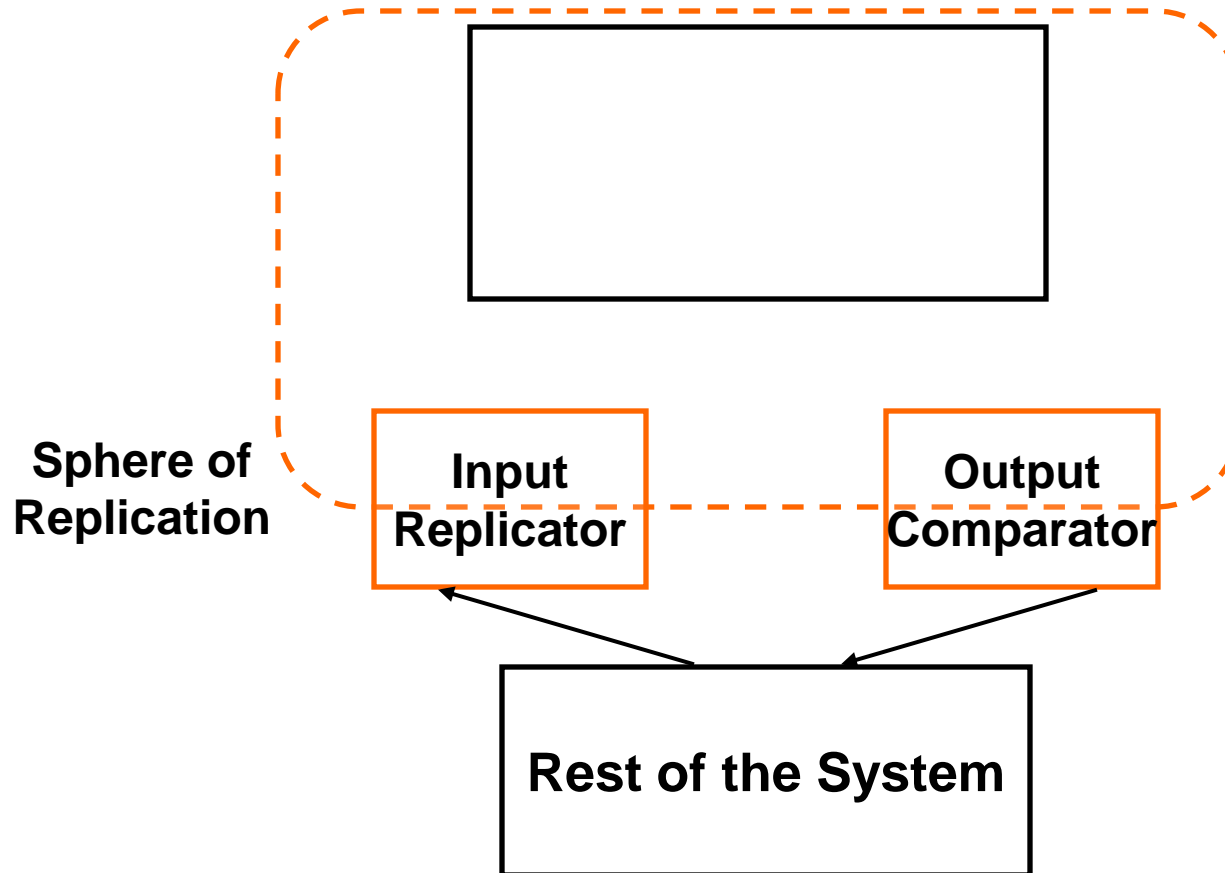 Sphere of
Replication
Input
Replicator
Output
Comparator
Rest of the System